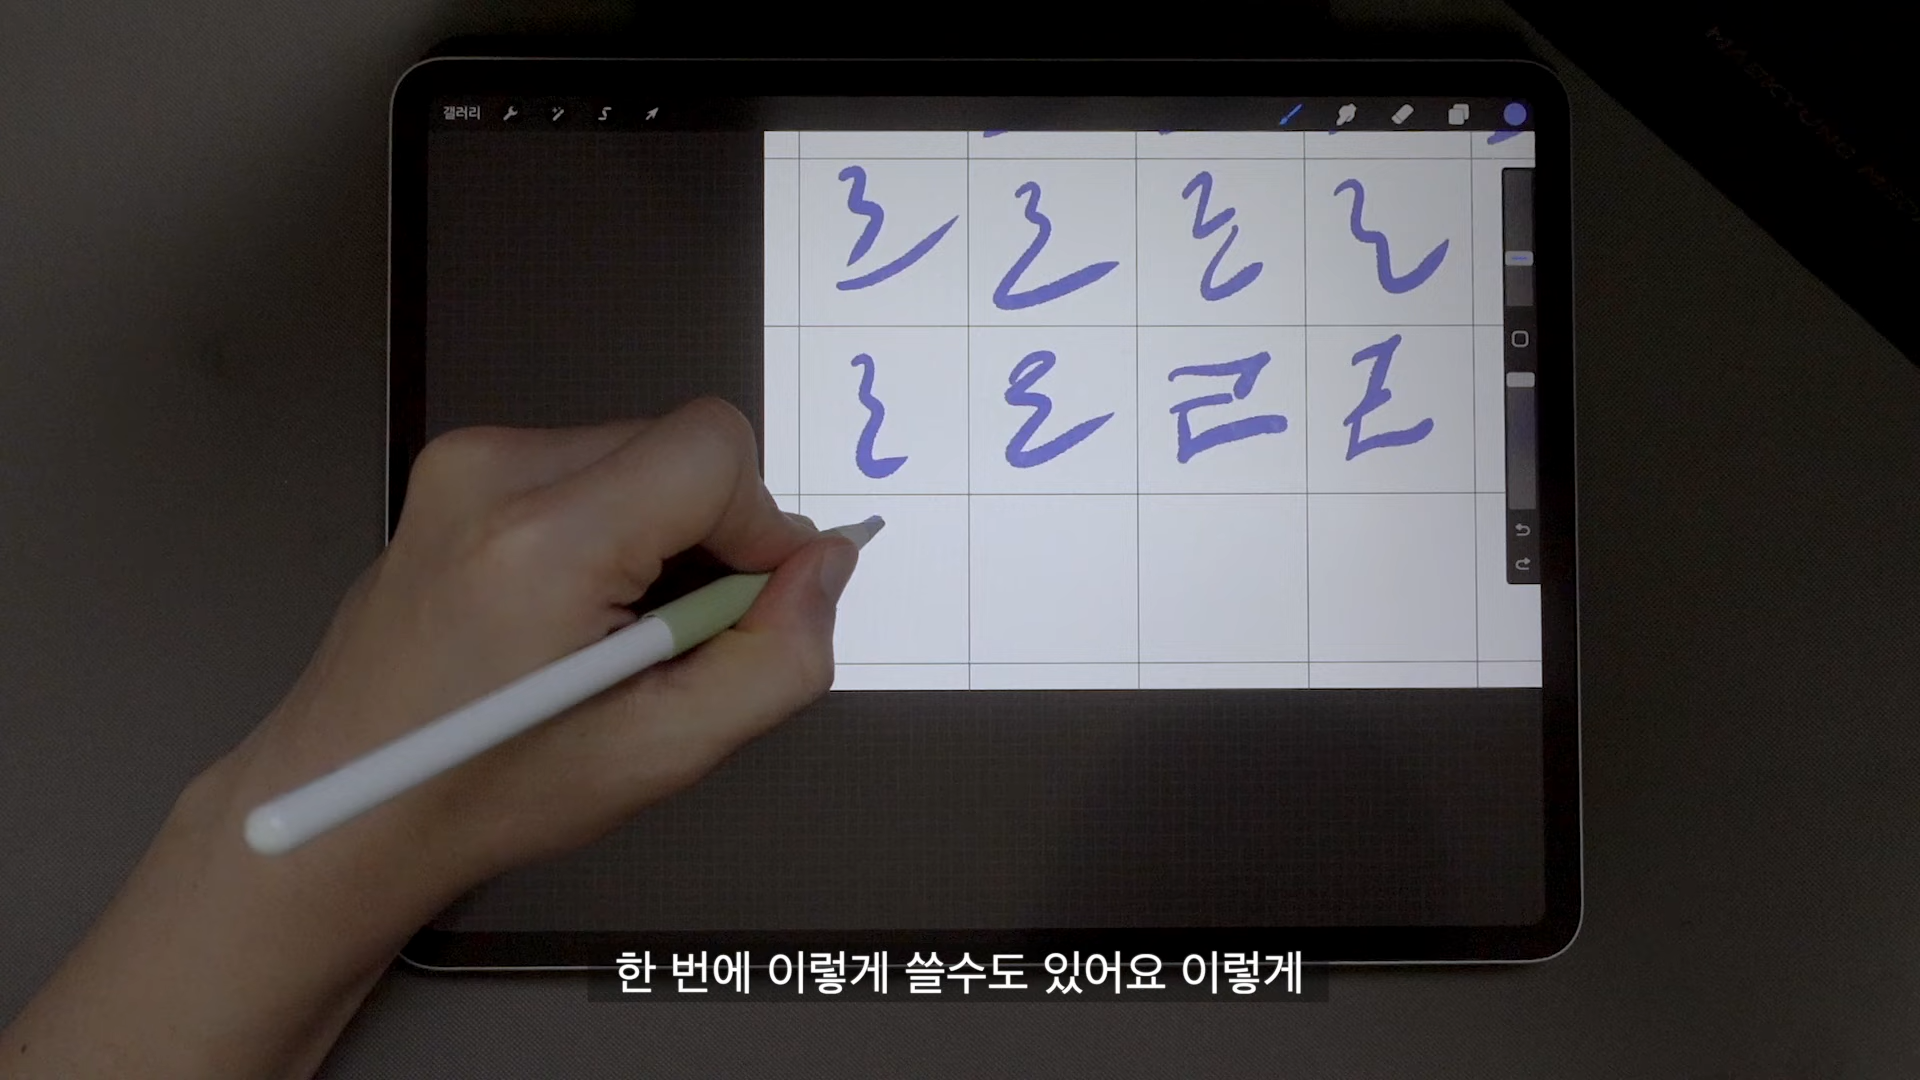 갤러리
ㄹ ㄹ ㄹ ㄹ
ㄹ ㄹ ㄹ ㄹ
한 번에 이렇게 쓸수도 있어요 이렇게